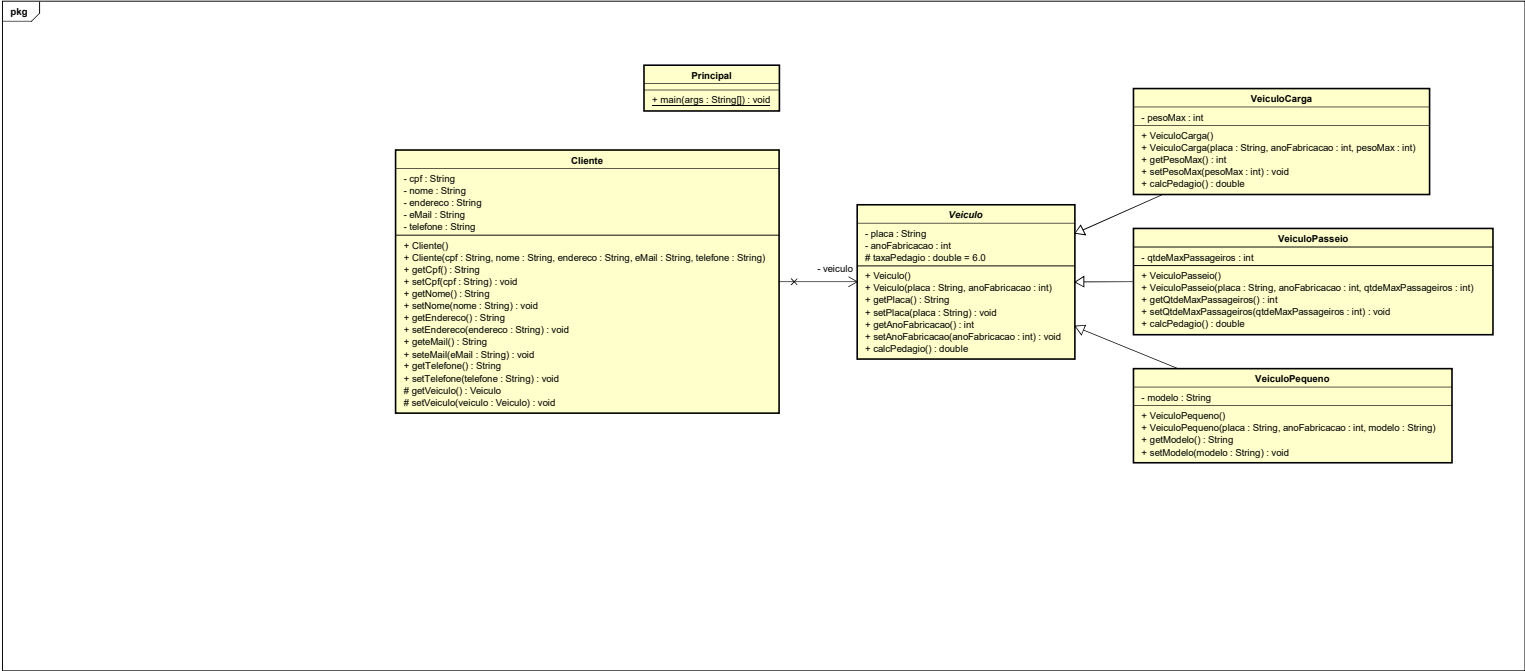 pkg
Principal
+ main(args : String[]) : void
Cliente
- cpf : String
- nome : String
- endereco : String
- eMail : String
- telefone : String
+ Cliente()
+ Cliente(cpf : String, nome : String, endereco : String, eMail : String, telefone : String)
+ getCpf() : String
+ setCpf(cpf : String) : void
+ getNome() : String
+ setNome(nome : String) : void
+ getEndereco() : String
+ setEndereco(endereco : String) : void
+ geteMail() : String
+ seteMail(eMail : String) : void
+ getTelefone() : String
+ setTelefone(telefone : String) : void
# getVeiculo() : Veiculo
# setVeiculo(veiculo : Veiculo) : void
- veiculo
Veiculo
- placa : String
- anoFabricacao : int
# taxaPedagio : double = 6.0
+ Veiculo()
+ Veiculo(placa : String, anoFabricacao : int)
+ getPlaca() : String
+ setPlaca(placa : String) : void
+ getAnoFabricacao() : int
+ setAnoFabricacao(anoFabricacao : int) : void
+ calcPedagio() : double
VeiculoCarga
- pesoMax : int
+ VeiculoCarga()
+ VeiculoCarga(placa : String, anoFabricacao : int, pesoMax : int)
+ getPesoMax() : int
+ setPesoMax(pesoMax : int) : void
+ calcPedagio() : double
VeiculoPasseio
- qtdeMaxPassageiros : int
+ VeiculoPasseio()
+ VeiculoPasseio(placa : String, anoFabricacao : int, qtdeMaxPassageiros : int)
+ getQtdeMaxPassageiros() : int
+ setQtdeMaxPassageiros(qtdeMaxPassageiros : int) : void
+ calcPedagio() : double
VeiculoPequeno
- modelo : String
+ VeiculoPequeno()
+ VeiculoPequeno(placa : String, anoFabricacao : int, modelo : String)
+ getModelo() : String
+ setModelo(modelo : String) : void